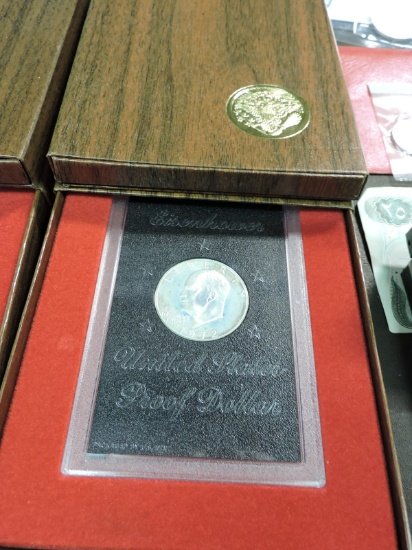 Eisenhower
United States
Proof Dollar